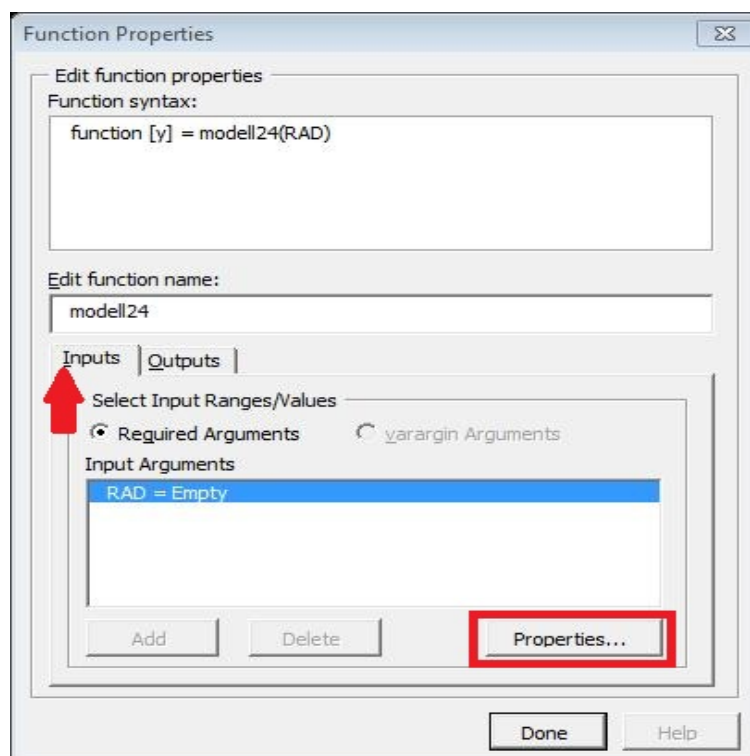 Function Properties
Edit function properties
Function syntax:
function [y] = modell24(RAD)
Edit function name:
modell24
Inputs Outputs
Select Input Ranges/Values
Required Arguments varargin Arguments
Input Arguments
RAD = Empty
Add Delete Properties...
Done Help